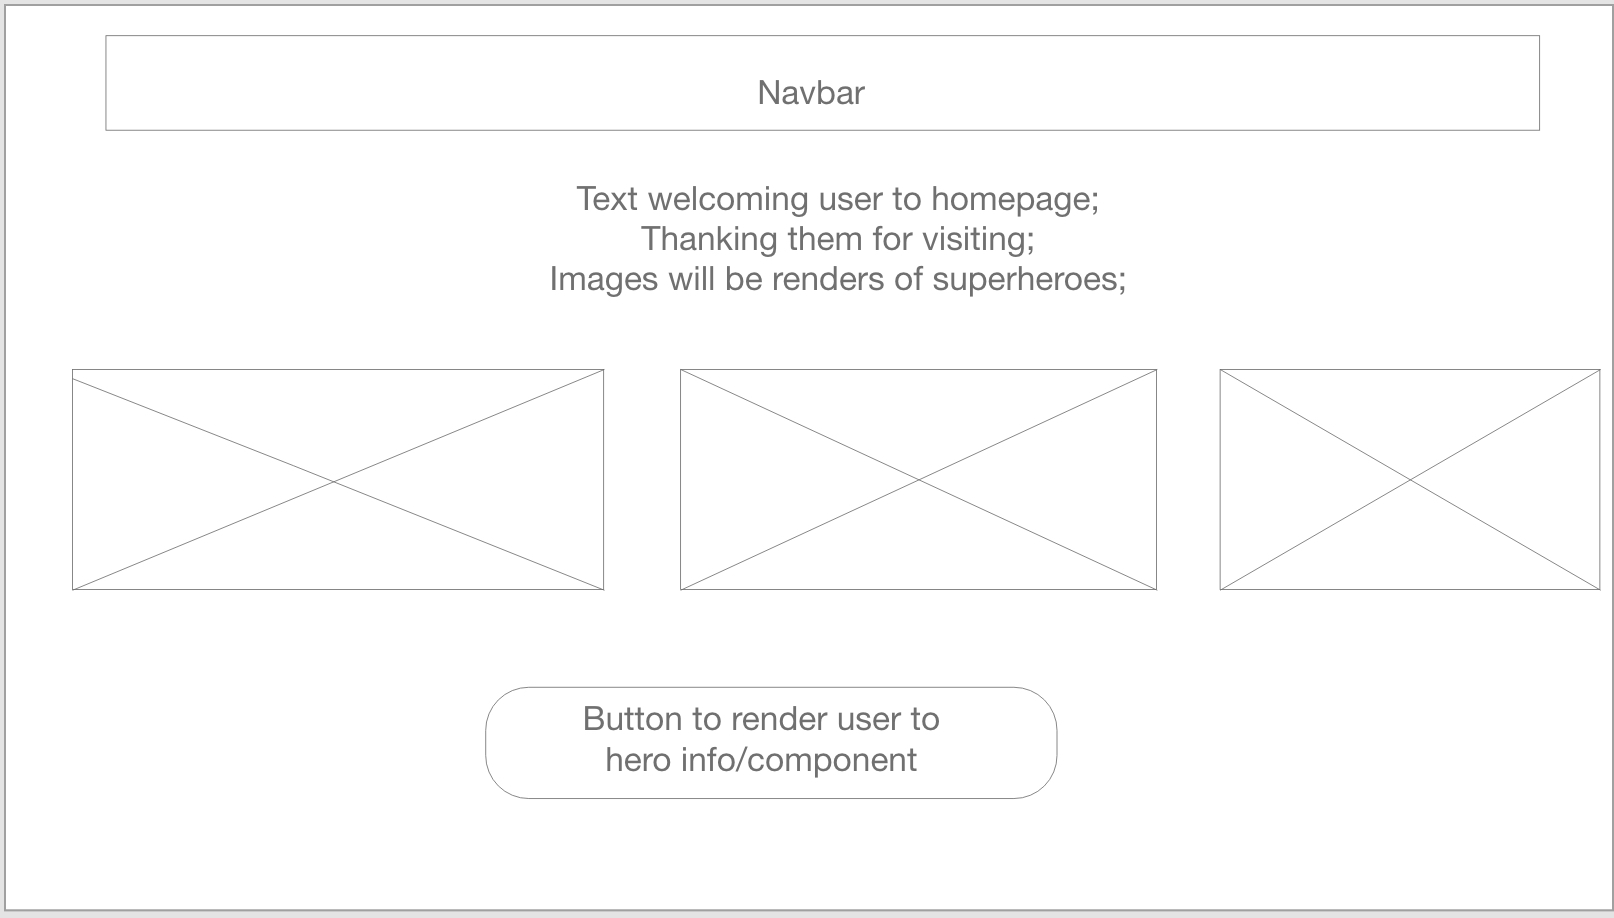 Navbar
Text welcoming user to homepage;
Thanking them for visiting;
Images will be renders of superheroes;
Button to render user to
hero info/component